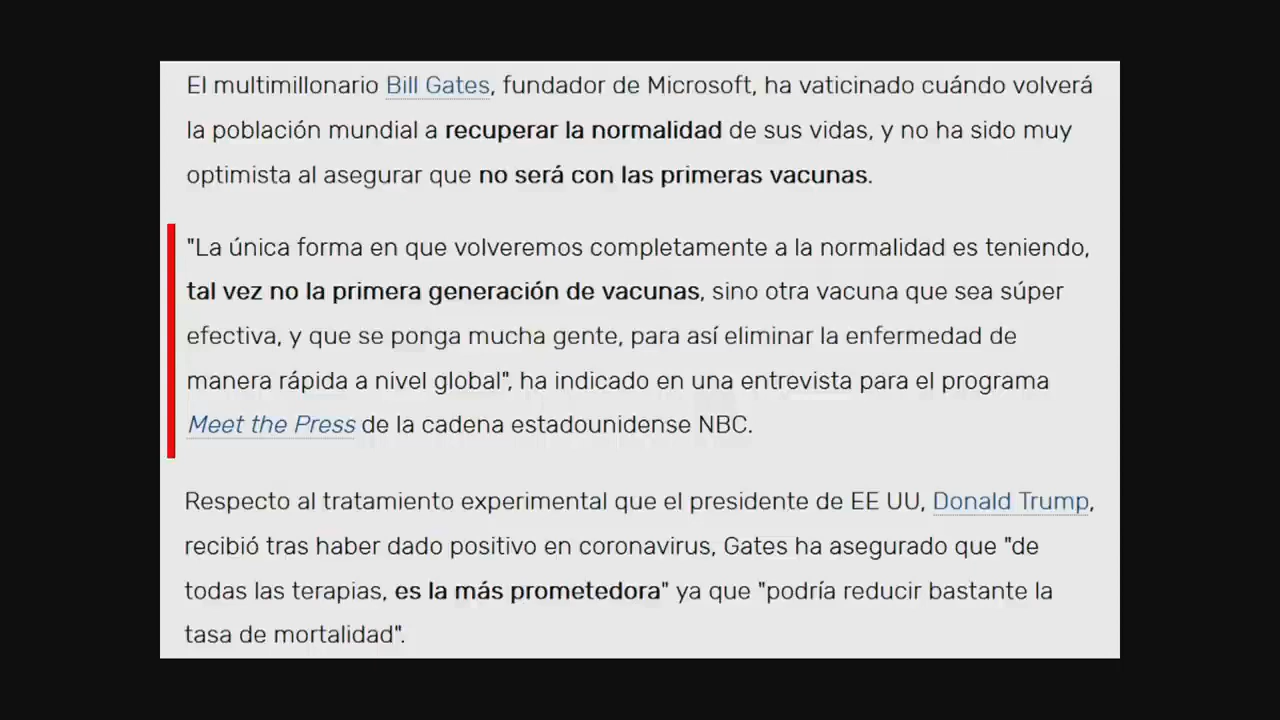 El multimillonario Bill Gates, fundador de Microsoft, ha vaticinado cuándo volverá
la población mundial a recuperar la normalidad de sus vidas, y no ha sido muy
optimista al asegurar que no será con las primeras vacunas.
"La única forma en que volveremos completamente a la normalidad es teniendo,
tal vez no la primera generación de vacunas, sino otra vacuna que sea súper
efectiva, y que se ponga mucha gente, para así eliminar la enfermedad de
manera rápida a nivel global", ha indicado en una entrevista para el programa
Meet the Press de la cadena estadounidense NBC.
Respecto al tratamiento experimental que el presidente de EE UU, Donald Trump,
recibió tras haber dado positivo en coronavirus, Gates ha asegurado que "de
todas las terapias, es la más prometedora" ya que "podría reducir bastante la
tasa de mortalidad".